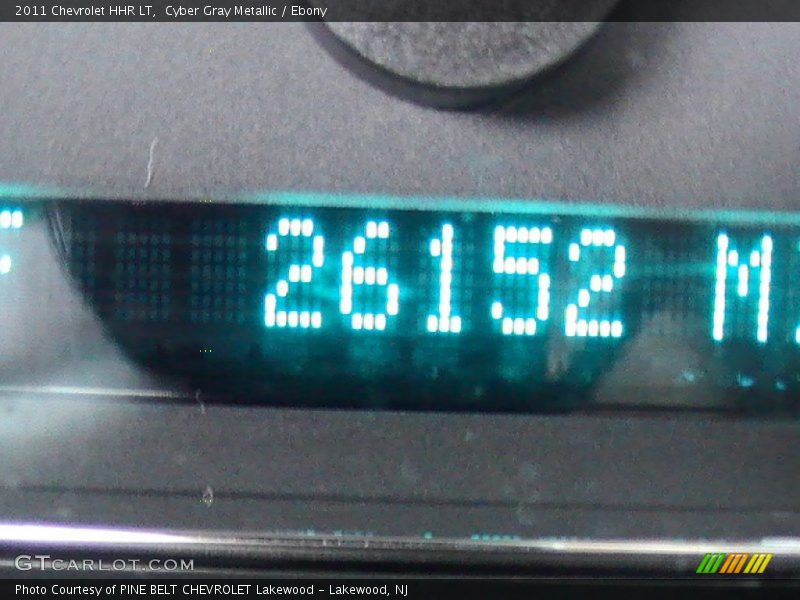 2011 Chevrolet HHR LT,  Cyber Gray Metallic / Ebony
26152 M
GTCARLOT.COM
Photo Courtesy of PINE BELT CHEVROLET Lakewood - Lakewood, NJ